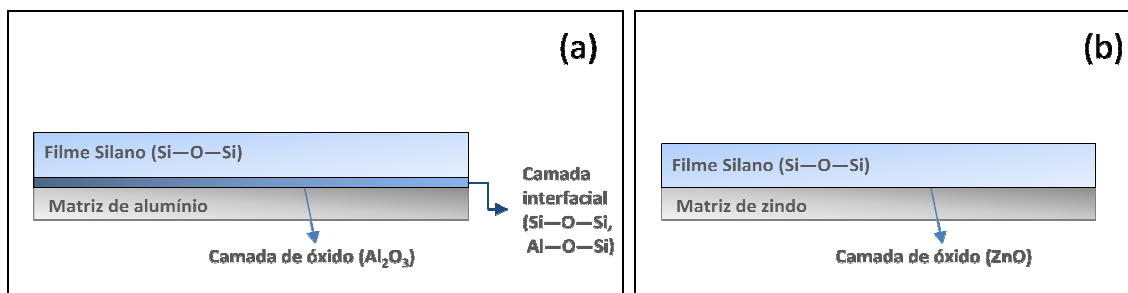 (a)
Filme Silano (Si—O—Si)
Matriz de alumínio
Camada
interfacial
(Si—O—Si,
Al—O—Si)
Camada de óxido (Al₂O₃)
(b)
Filme Silano (Si—O—Si)
Matriz de zindo
Camada de óxido (ZnO)